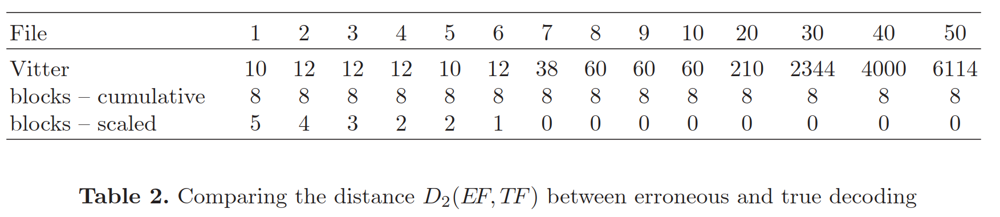 File 1 2 3 4 5 6 7 8 9 10 20 30 40 50
Vitter 10 12 12 12 10 12 38 60 60 60 210 2344 4000 6114
blocks – cumulative 8 8 8 8 8 8 8 8 8 8 8 8 8 8
blocks – scaled 5 4 3 2 2 1 0 0 0 0 0 0 0 0
Table 2. Comparing the distance D₂(EF, TF) between erroneous and true decoding